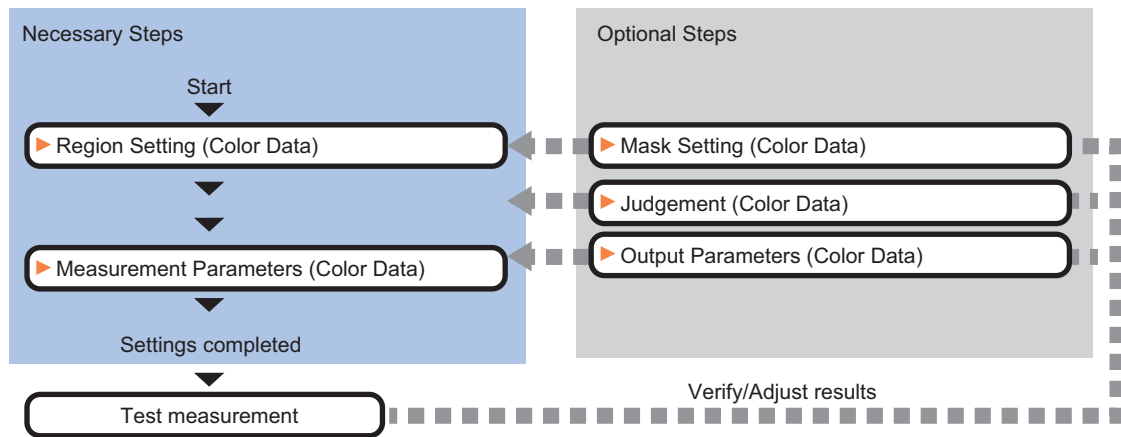 Necessary Steps
Start
Region Setting (Color Data)
Measurement Parameters (Color Data)
Settings completed
Test measurement
Optional Steps
Mask Setting (Color Data)
Judgement (Color Data)
Output Parameters (Color Data)
Verify/Adjust results